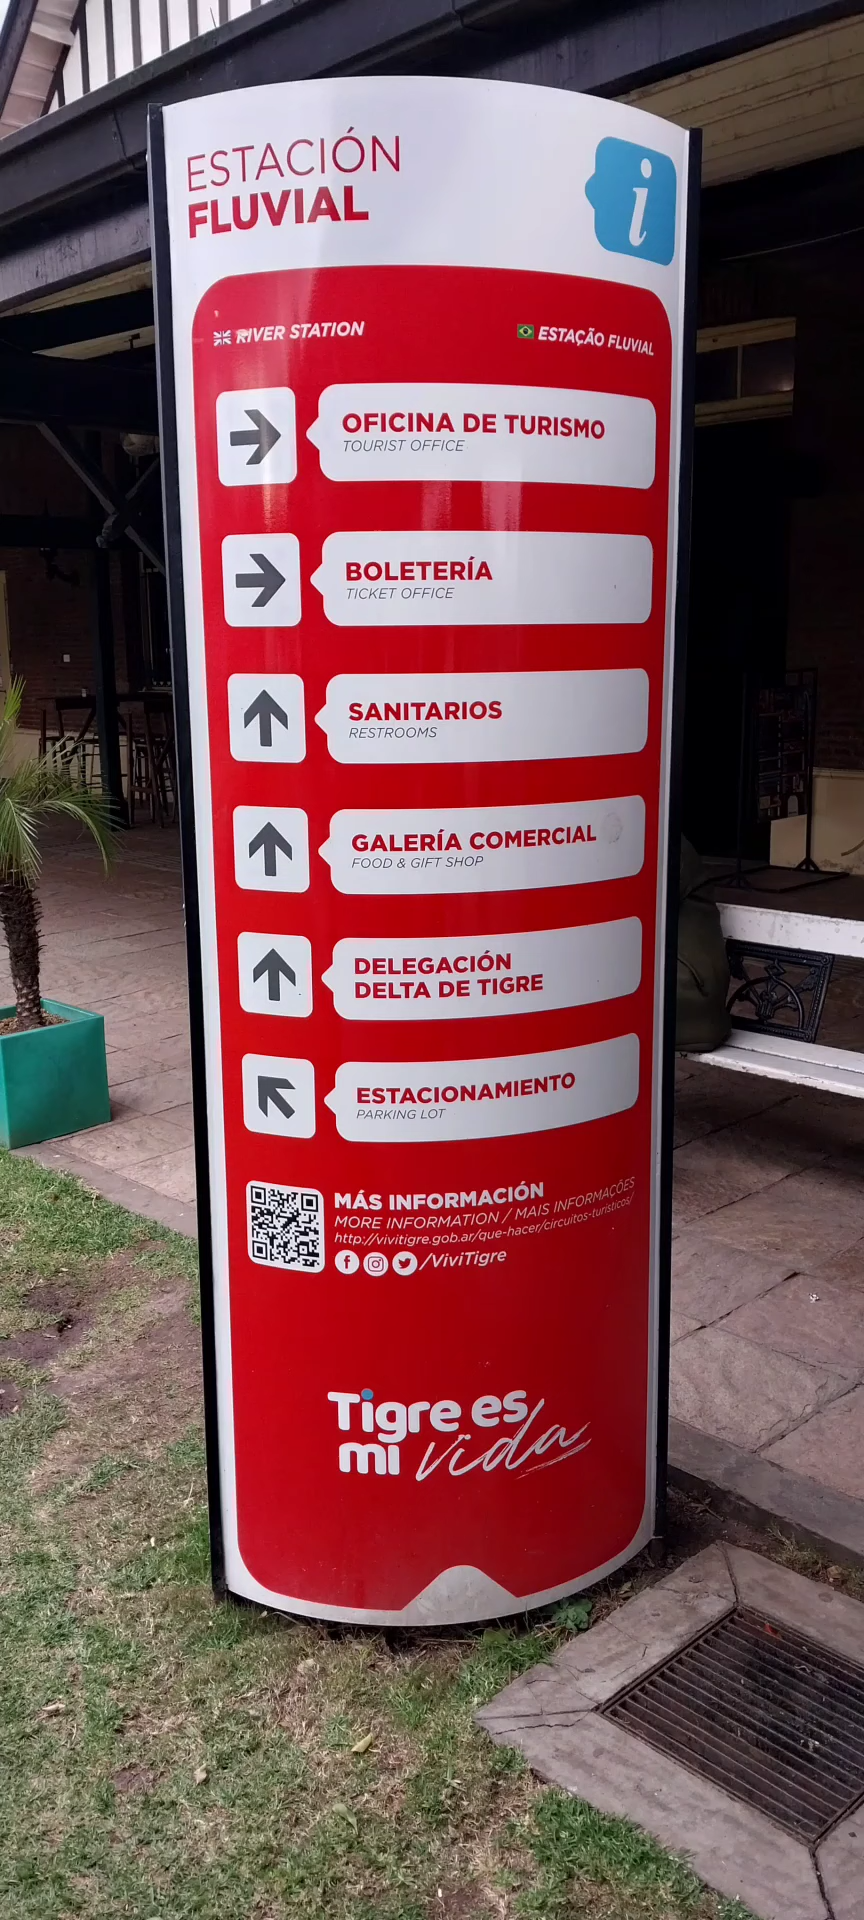 ESTACIÓN
FLUVIAL
i
RIVER STATION
ESTAÇÃO FLUVIAL
OFICINA DE TURISMO
TOURIST OFFICE
BOLETERÍA
TICKET OFFICE
SANITARIOS
RESTROOMS
GALERÍA COMERCIAL
FOOD & GIFT SHOP
DELEGACIÓN
DELTA DE TIGRE
ESTACIONAMIENTO
PARKING LOT
MÁS INFORMACIÓN
MORE INFORMATION / MAIS INFORMAÇÕES
http://vivitigre.gob.ar/que-hacer/circuitos-turisticos/
/ViviTigre
Tigre es
mi vida